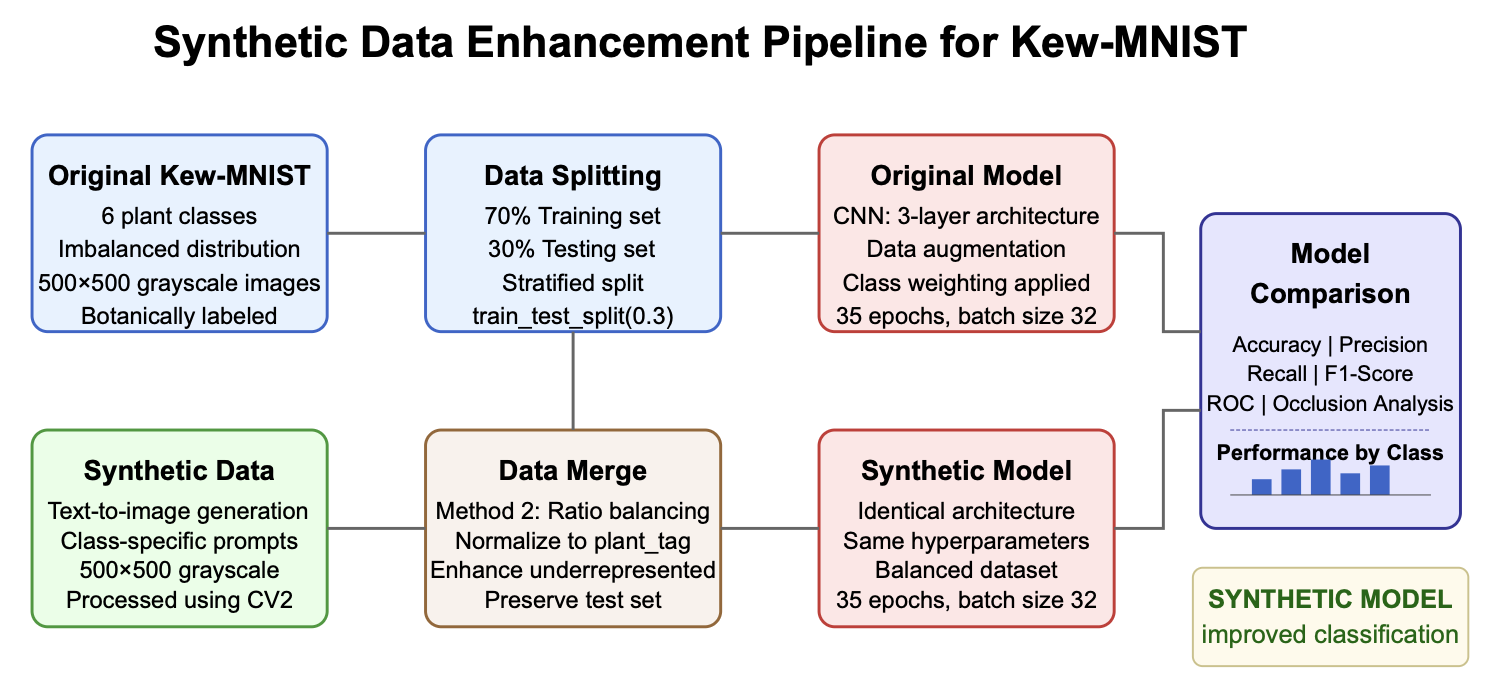 Synthetic Data Enhancement Pipeline for Kew-MNIST
Original Kew-MNIST
6 plant classes
Imbalanced distribution
500×500 grayscale images
Botanically labeled
Data Splitting
70% Training set
30% Testing set
Stratified split
train_test_split(0.3)
Original Model
CNN: 3-layer architecture
Data augmentation
Class weighting applied
35 epochs, batch size 32
Synthetic Data
Text-to-image generation
Class-specific prompts
500×500 grayscale
Processed using CV2
Data Merge
Method 2: Ratio balancing
Normalize to plant_tag
Enhance underrepresented
Preserve test set
Synthetic Model
Identical architecture
Same hyperparameters
Balanced dataset
35 epochs, batch size 32
Model
Comparison
Accuracy | Precision
Recall | F1-Score
ROC | Occlusion Analysis
Performance by Class
SYNTHETIC MODEL
improved classification